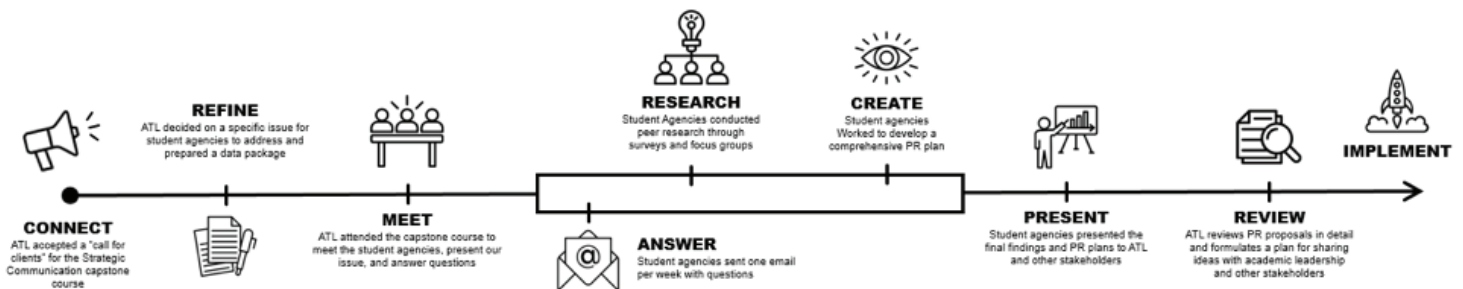 CONNECT
ATL accepted a "call for
clients" for the Strategic
Communication capstone
course
REFINE
ATL decided on a specific issue for
student agencies to address and
prepared a data package
MEET
ATL attended the capstone course to
meet the student agencies, present our
issue, and answer questions
@
ANSWER
Student agencies sent one email
per week with questions
RESEARCH
Student Agencies conducted
peer research through
surveys and focus groups
CREATE
Student agencies
Worked to develop a
comprehensive PR plan
PRESENT
Student agencies presented the
final findings and PR plans to ATL
and other stakeholders
REVIEW
ATL reviews PR proposals in detail
and formulates a plan for sharing
ideas with academic leadership
and other stakeholders
IMPLEMENT